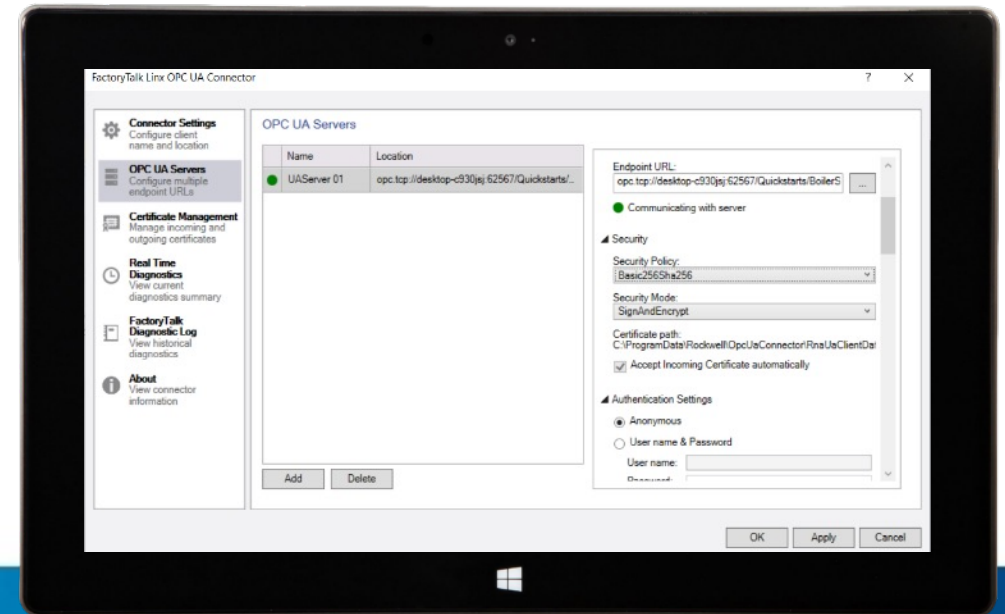 FactoryTalk Linx OPC UA Connector
? X
Connector Settings
Configure client
name and location
OPC UA Servers
Configure multiple
endpoint URLs
Certificate Management
Manage incoming and
outgoing certificates
Real Time
Diagnostics
View current
diagnostics summary
FactoryTalk
Diagnostic Log
View historical
diagnostics
About
View connector
information
OPC UA Servers
Name Location
UAServer 01 opc.tcp://desktop-c930jsj:62567/Quickstarts/..
Add Delete
Endpoint URL:
opc.tcp://desktop-c930jsj:62567/Quickstarts/BoilerS
...
Communicating with server
Security
Security Policy:
Basic256Sha256
Security Mode:
SignAndEncrypt
Certificate path:
C:\ProgramData\Rockwell\OpcUaConnector\RnaUaClientDat
Accept Incoming Certificate automatically
Authentication Settings
Anonymous
User name & Password
User name:
Password:
OK Apply Cancel